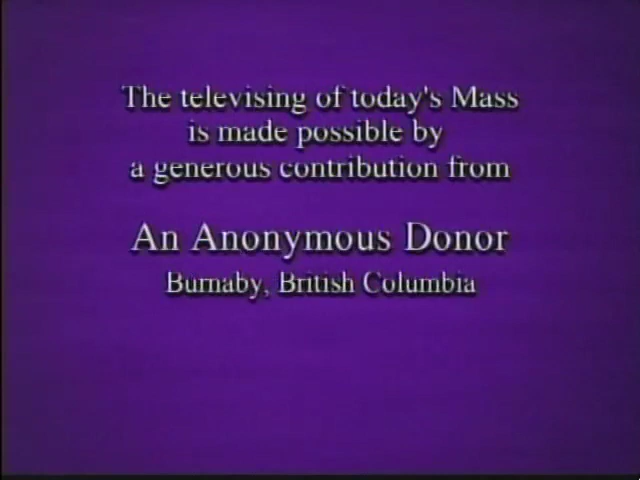 The televising of today's Mass
is made possible by
a generous contribution from
An Anonymous Donor
Burnaby, British Columbia